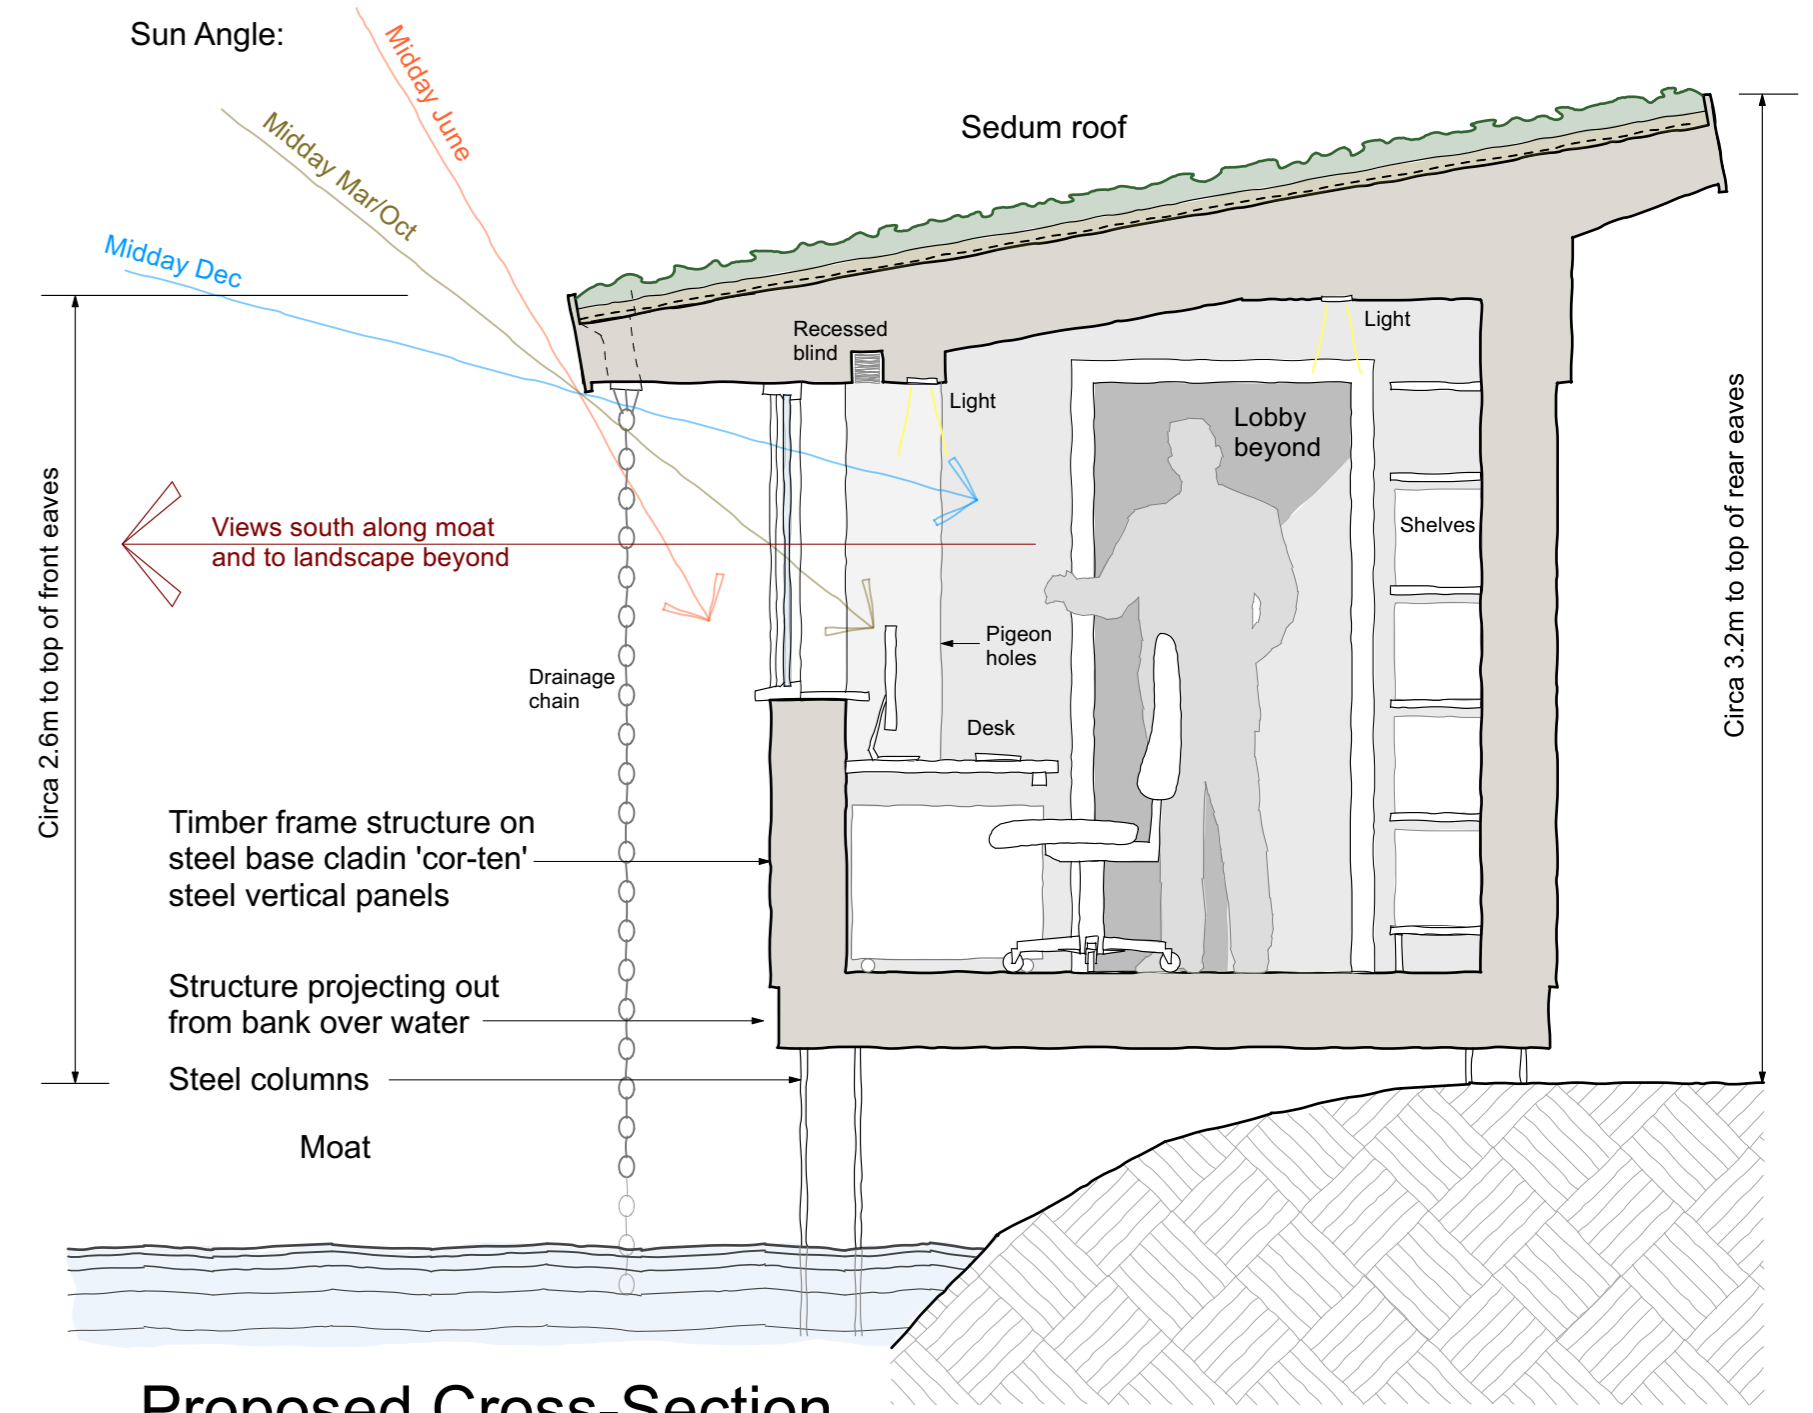 Sun Angle:
Midday June
Midday Mar/Oct
Midday Dec
Sedum roof
Recessed
blind
Light
Light
Lobby
beyond
Shelves
Views south along moat
and to landscape beyond
Pigeon
holes
Drainage
chain
Desk
Circa 2.6m to top of front eaves
Circa 3.2m to top of rear eaves
Timber frame structure on
steel base cladin 'cor-ten'
steel vertical panels
Structure projecting out
from bank over water
Steel columns
Moat
Proposed Cross-Section